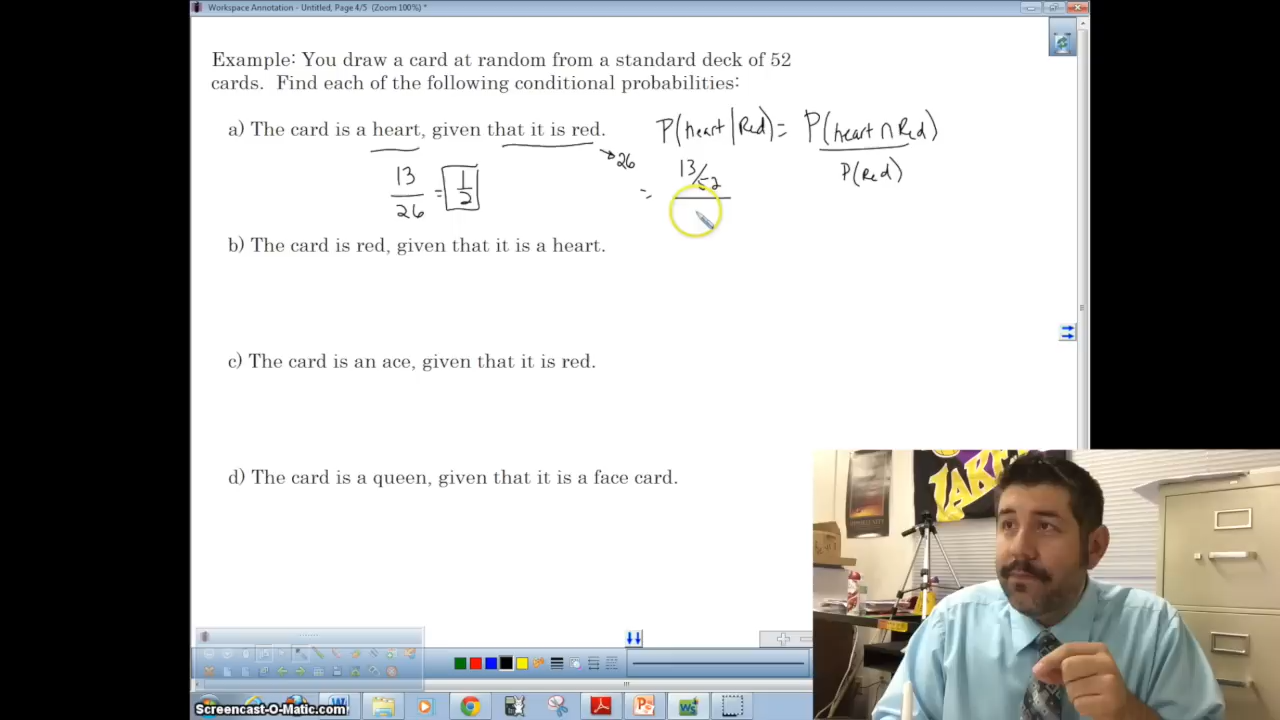 Workspace Annotation - Untitled, Page 4/5 (Zoom 100%) *
Example: You draw a card at random from a standard deck of 52
cards. Find each of the following conditional probabilities:
a) The card is a heart, given that it is red.
P(heart | Red) = P(heart ∩ Red)
P(Red)
26
13
26
= 1
2
= 13/52
b) The card is red, given that it is a heart.
c) The card is an ace, given that it is red.
d) The card is a queen, given that it is a face card.
Screencast-O-Matic.com